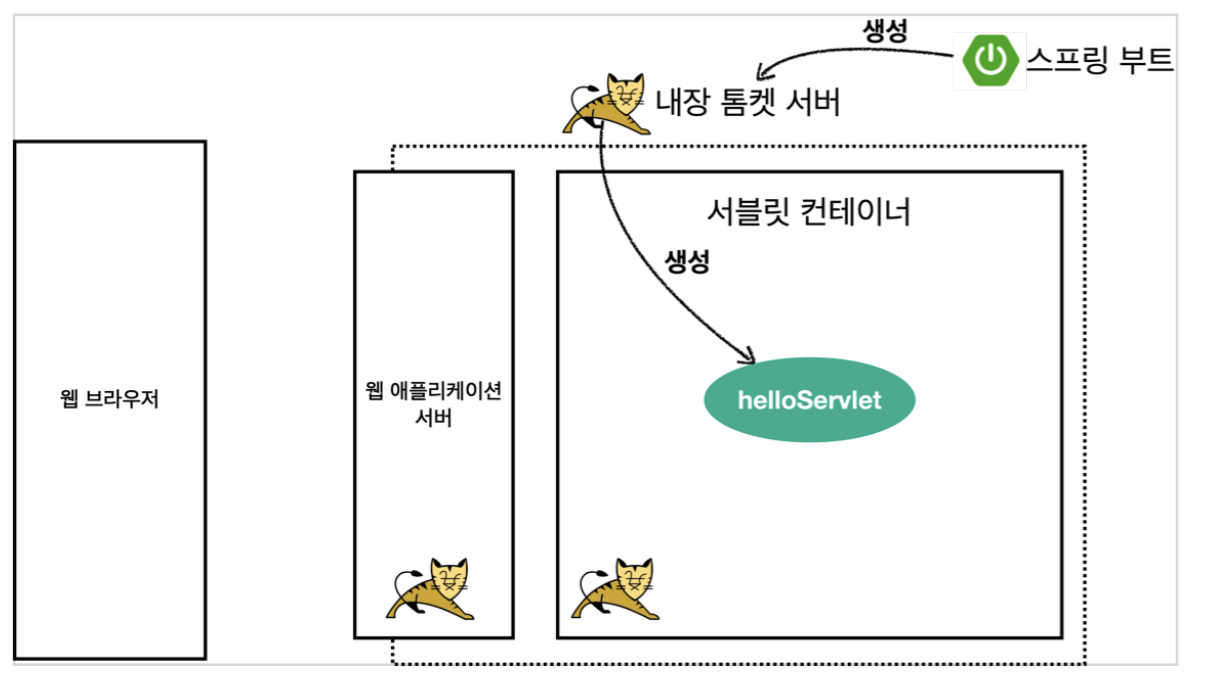 생성
스프링 부트
내장 톰켓 서버
서블릿 컨테이너
생성
웹 브라우저
웹 애플리케이션
서버
helloServlet